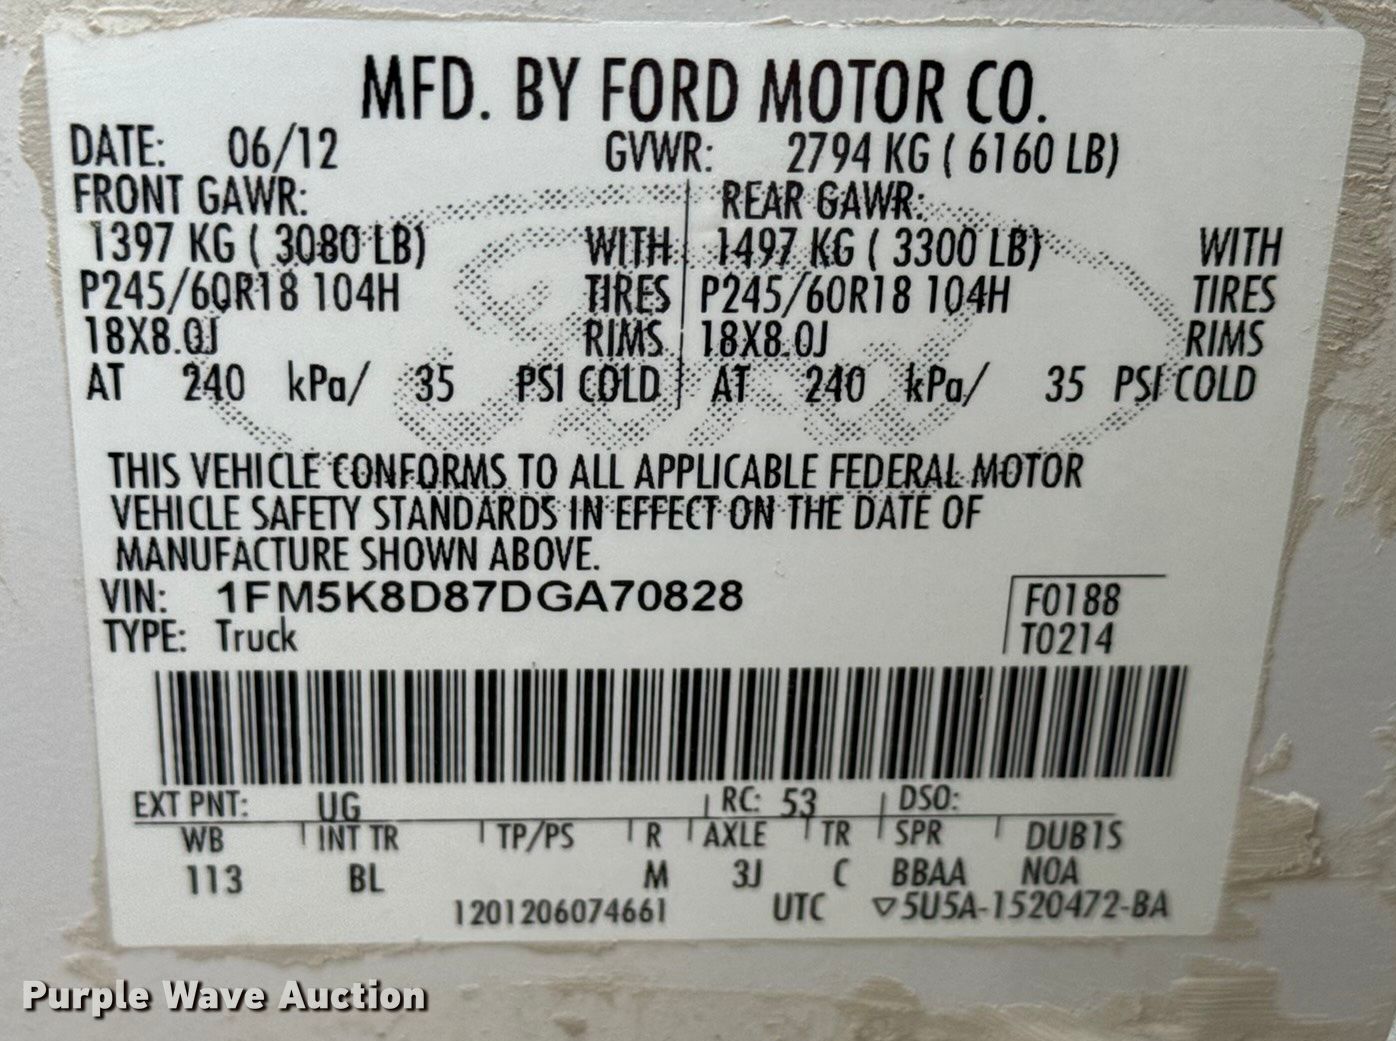 MFD. BY FORD MOTOR CO.
DATE: 06/12 GVWR: 2794 KG ( 6160 LB)
FRONT GAWR: REAR GAWR:
1397 KG ( 3080 LB) WITH 1497 KG ( 3300 LB) WITH
P245/60R18 104H TIRES P245/60R18 104H TIRES
18X8.0J RIMS 18X8.0J RIMS
AT 240 kPa/ 35 PSI COLD AT 240 kPa/ 35 PSI COLD
THIS VEHICLE CONFORMS TO ALL APPLICABLE FEDERAL MOTOR
VEHICLE SAFETY STANDARDS IN EFFECT ON THE DATE OF
MANUFACTURE SHOWN ABOVE.
VIN: 1FM5K8D87DGA70828 F0188
TYPE: Truck T0214
EXT PNT: UG RC: 53 DSO:
WB INT TR TP/PS R AXLE TR SPR DUB1S
113 BL M 3J C BBAA NOA
1201206074661 UTC ▽5U5A-1520472-BA
Purple Wave Auction